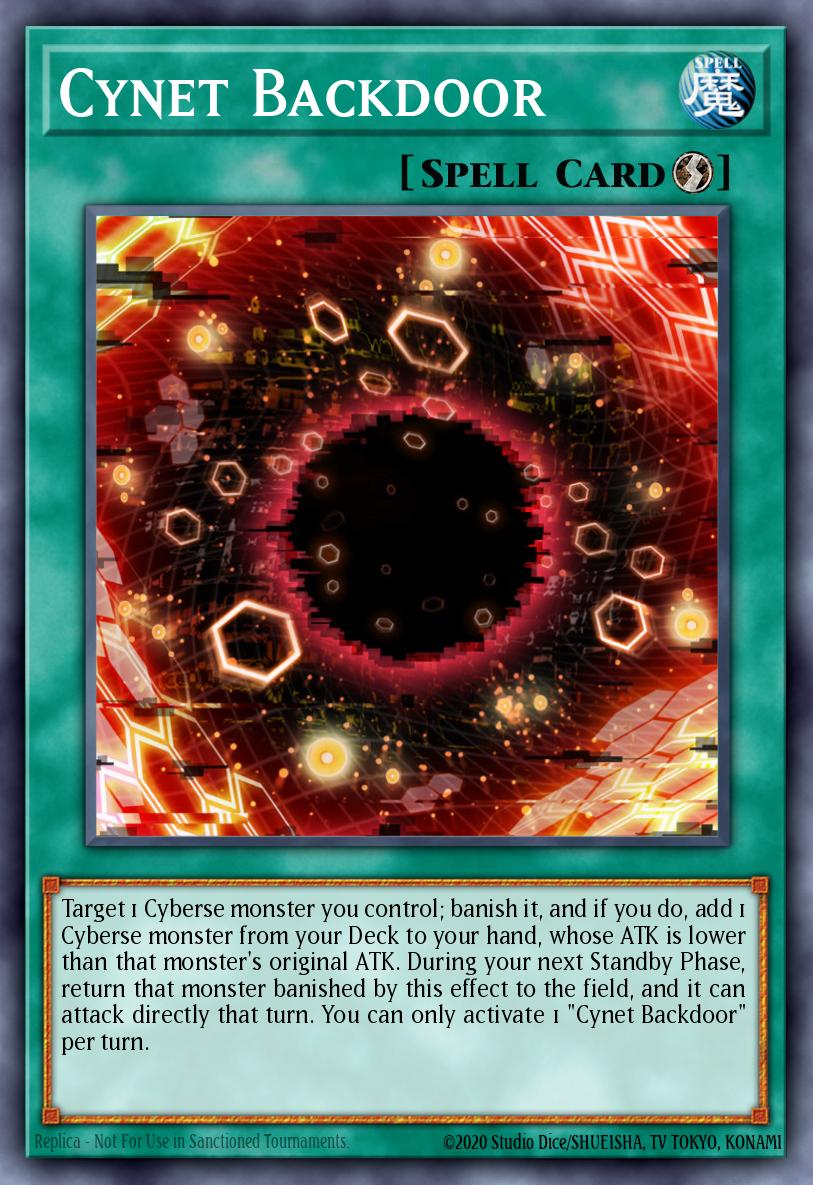 Cynet Backdoor
SPELL
魔
[Spell Card]
Target 1 Cyberse monster you control; banish it, and if you do, add 1
Cyberse monster from your Deck to your hand, whose ATK is lower
than that monster's original ATK. During your next Standby Phase,
return that monster banished by this effect to the field, and it can
attack directly that turn. You can only activate 1 "Cynet Backdoor"
per turn.
Replica - Not For Use in Sanctioned Tournaments.
©2020 Studio Dice/SHUEISHA, TV TOKYO, KONAMI